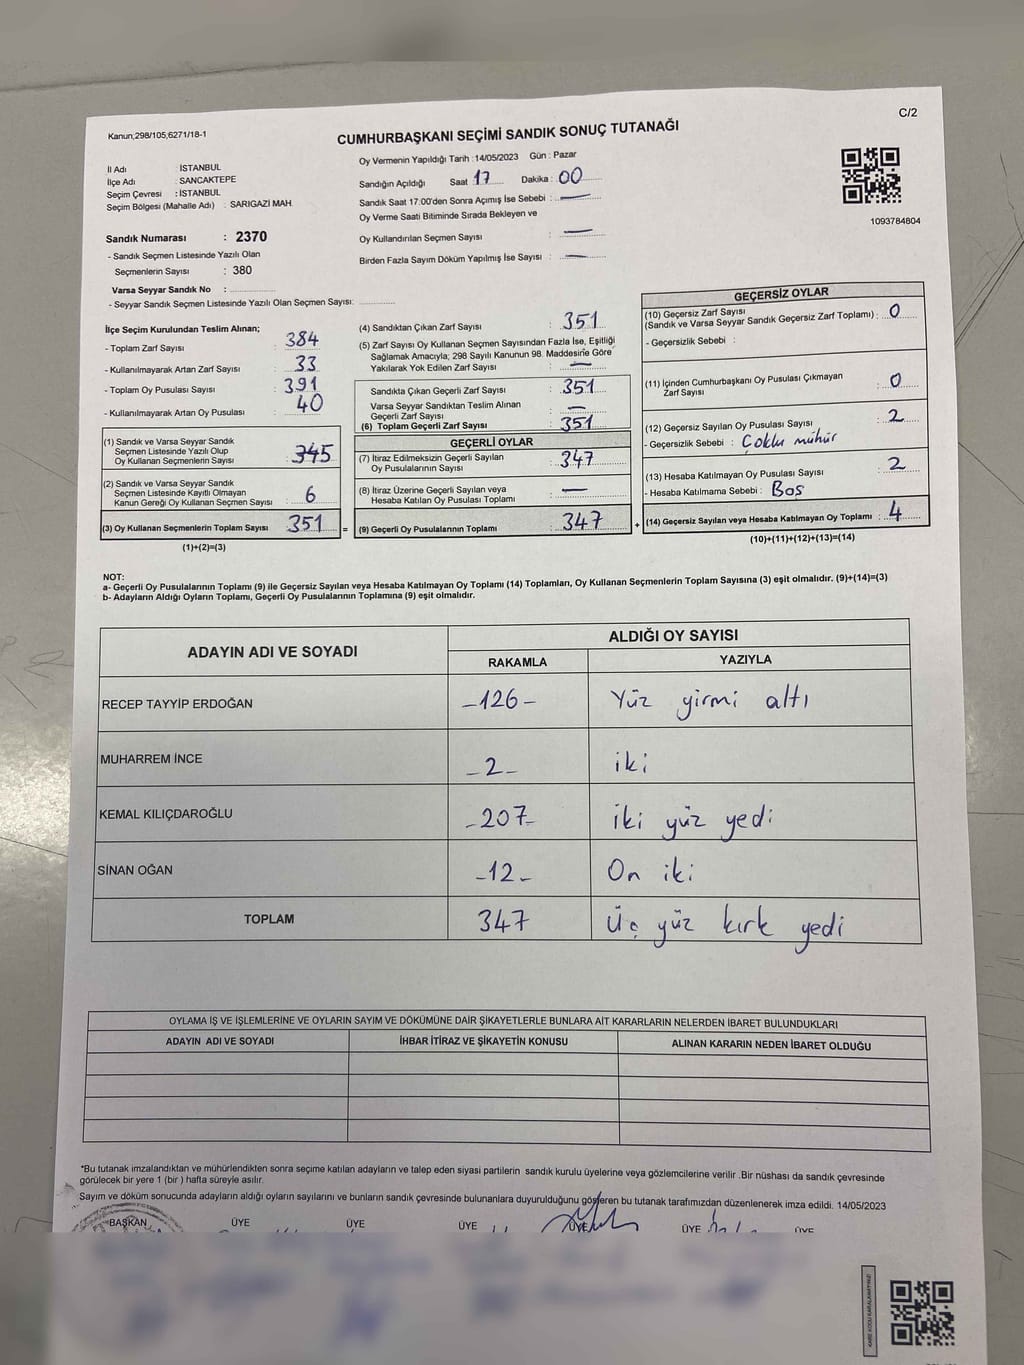 C/2
Kanun,298/105,6271/18-1
CUMHURBAŞKANI SEÇİMİ SANDIK SONUÇ TUTANAĞI
1093784804
İl Adı : İSTANBUL
İlçe Adı : SANCAKTEPE
Seçim Çevresi : İSTANBUL
Seçim Bölgesi (Mahalle Adı) : SARIGAZİ MAH.
Sandık Numarası : 2370
- Sandık Seçmen Listesinde Yazılı Olan
Seçmenlerin Sayısı : 380
Varsa Seyyar Sandık No :
- Seyyar Sandık Seçmen Listesinde Yazılı Olan Seçmen Sayısı:
Oy Vermenin Yapıldığı Tarih :14/05/2023 Gün : Pazar
Sandığın Açıldığı Saat 17 Dakika : 00
Sandık Saat 17:00'den Sonra Açımış İse Sebebi : —
Oy Verme Saati Bitiminde Sırada Bekleyen ve
Oy Kullandırılan Seçmen Sayısı : —
Birden Fazla Sayım Döküm Yapılmış İse Sayısı : —
İlçe Seçim Kurulundan Teslim Alınan;
- Toplam Zarf Sayısı : 384
- Kullanılmayarak Artan Zarf Sayısı : 33
- Toplam Oy Pusulası Sayısı : 391
- Kullanılmayarak Artan Oy Pusulası : 40
(1) Sandık ve Varsa Seyyar Sandık
Seçmen Listesinde Yazılı Olup
Oy Kullanan Seçmenlerin Sayısı : 345
(2) Sandık ve Varsa Seyyar Sandık
Seçmen Listesinde Kayıtlı Olmayan
Kanun Gereği Oy Kullanan Seçmen Sayısı : 6
(3) Oy Kullanan Seçmenlerin Toplam Sayısı : 351 =
(1)+(2)=(3)
(4) Sandıktan Çıkan Zarf Sayısı : 351
(5) Zarf Sayısı Oy Kullanan Seçmen Sayısından Fazla İse, Eşitliği
Sağlamak Amacıyla; 298 Sayılı Kanunun 98. Maddesine Göre
Yakılarak Yok Edilen Zarf Sayısı : —
Sandıkta Çıkan Geçerli Zarf Sayısı : 351
Varsa Seyyar Sandıktan Teslim Alınan
Geçerli Zarf Sayısı : —
(6) Toplam Geçerli Zarf Sayısı : 351
GEÇERLİ OYLAR
(7) İtiraz Edilmeksizin Geçerli Sayılan
Oy Pusulalarının Sayısı : 347
(8) İtiraz Üzerine Geçerli Sayılan veya
Hesaba Katılan Oy Pusulası Toplamı : —
(9) Geçerli Oy Pusulalarının Toplamı : 347 +
GEÇERSİZ OYLAR
(10) Geçersiz Zarf Sayısı
(Sandık ve Varsa Seyyar Sandık Geçersiz Zarf Toplamı) : 0
- Geçersizlik Sebebi :
(11) İçinden Cumhurbaşkanı Oy Pusulası Çıkmayan
Zarf Sayısı : 0
(12) Geçersiz Sayılan Oy Pusulası Sayısı : 2
- Geçersizlik Sebebi : Çoklu mühür
(13) Hesaba Katılmayan Oy Pusulası Sayısı : 2
- Hesaba Katılmama Sebebi : Boş
(14) Geçersiz Sayılan veya Hesaba Katılmayan Oy Toplamı : 4
(10)+(11)+(12)+(13)=(14)
NOT:
a- Geçerli Oy Pusulalarının Toplamı (9) ile Geçersiz Sayılan veya Hesaba Katılmayan Oy Toplamı (14) Toplamları, Oy Kullanan Seçmenlerin Toplam Sayısına (3) eşit olmalıdır. (9)+(14)=(3)
b- Adayların Aldığı Oyların Toplamı, Geçerli Oy Pusulalarının Toplamına (9) eşit olmalıdır.
ADAYIN ADI VE SOYADI ALDIĞI OY SAYISI
RAKAMLA YAZIYLA
RECEP TAYYİP ERDOĞAN -126- Yüz yirmi altı
MUHARREM İNCE -2- iki
KEMAL KILIÇDAROĞLU -207- iki yüz yedi
SİNAN OĞAN -12- On iki
TOPLAM 347 Üç yüz kırk yedi
OYLAMA İŞ VE İŞLEMLERİNE VE OYLARIN SAYIM VE DÖKÜMÜNE DAİR ŞİKAYETLERLE BUNLARA AİT KARARLARIN NELERDEN İBARET BULUNDUKLARI
ADAYIN ADI VE SOYADI İHBAR İTİRAZ VE ŞİKAYETİN KONUSU ALINAN KARARIN NEDEN İBARET OLDUĞU
*Bu tutanak imzalandıktan ve mühürlendikten sonra seçime katılan adayların ve talep eden siyasi partilerin sandık kurulu üyelerine veya gözlemcilerine verilir .Bir nüshası da sandık çevresinde
görülecek bir yere 1 (bir ) hafta süreyle asılır.
Sayım ve döküm sonucunda adayların aldığı oyların sayılarını ve bunların sandık çevresinde bulunanlara duyurulduğunu gösteren bu tutanak tarafımızdan düzenlenerek imza edildi. 14/05/2023
BAŞKAN ÜYE ÜYE ÜYE ÜYE ÜYE ÜYE